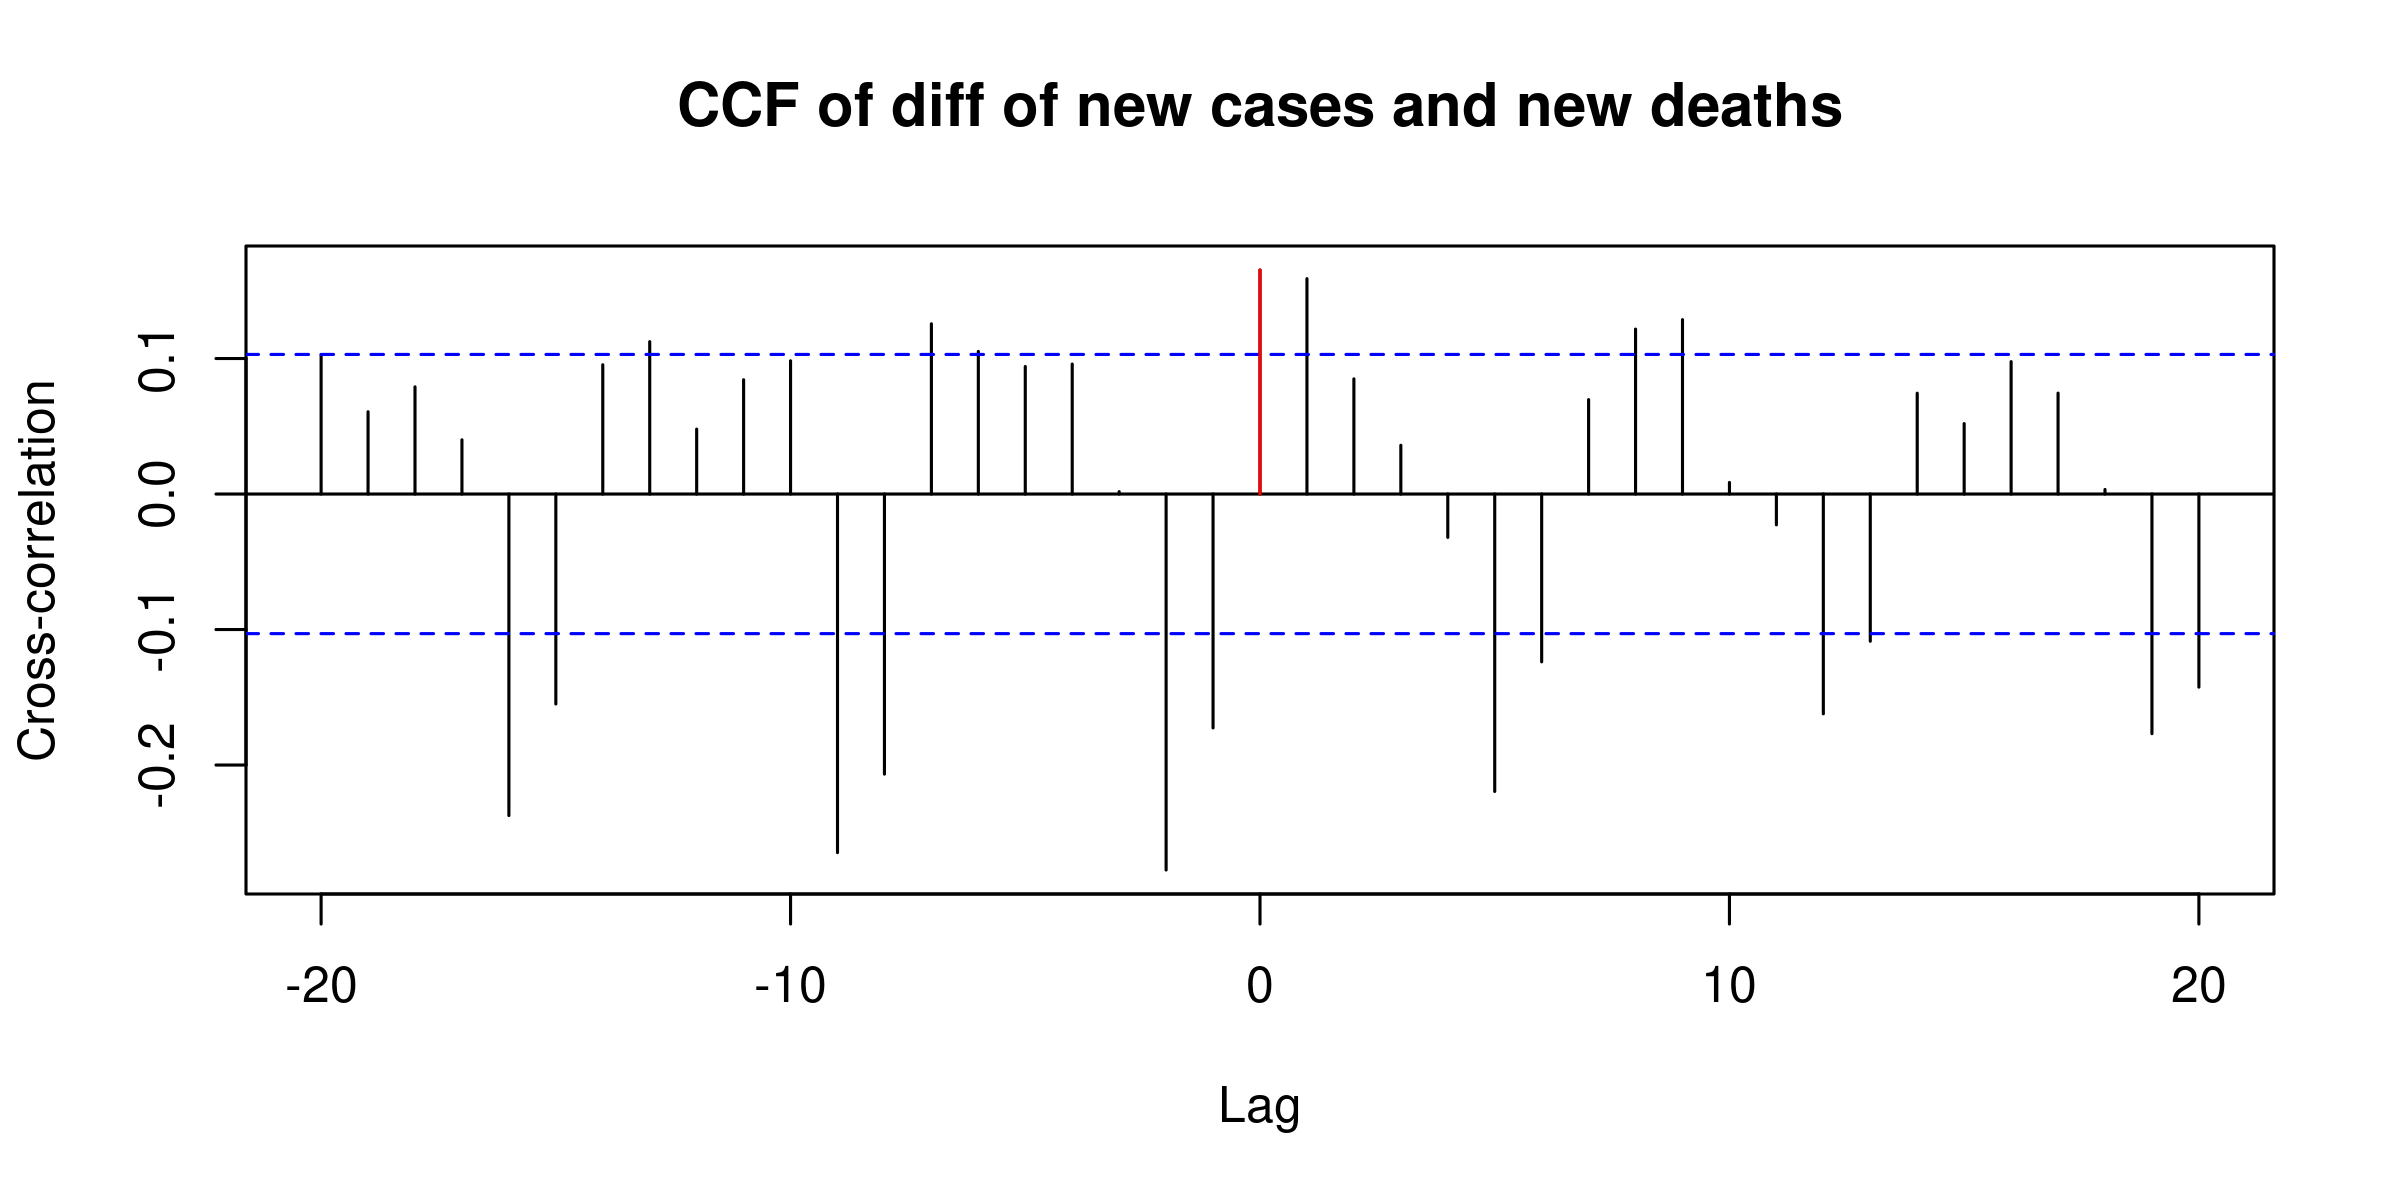 CCF of diff of new cases and new deaths
Cross-correlation
0.1
0.0
-0.1
-0.2
-20 -10 0 10 20
Lag